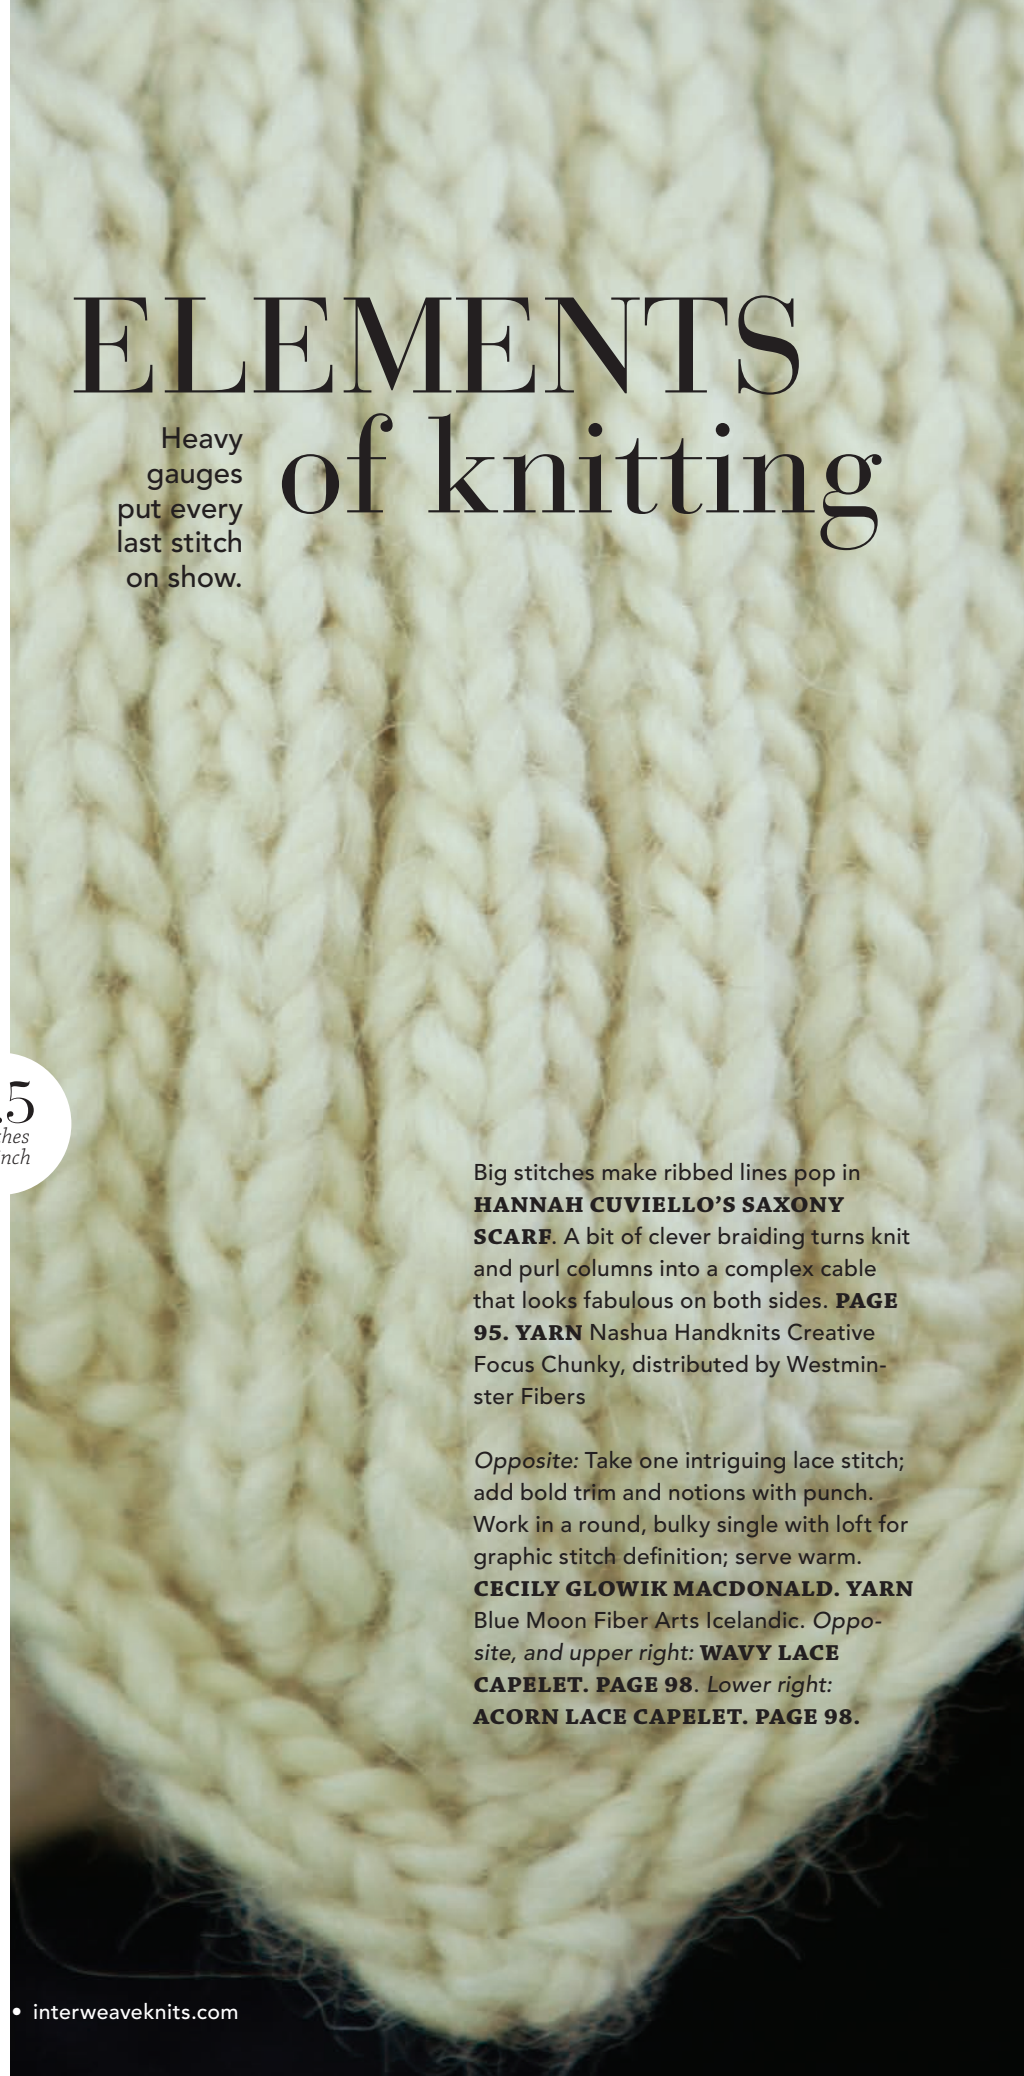 ELEMENTS
of knitting
Heavy
gauges
put every
last stitch
on show.
.5
Big stitches make ribbed lines pop in
HANNAH CUVIELLO’S SAXONY
SCARF. A bit of clever braiding turns knit
and purl columns into a complex cable
that looks fabulous on both sides. PAGE
95. YARN Nashua Handknits Creative
Focus Chunky, distributed by Westmin-
ster Fibers
Opposite: Take one intriguing lace stitch;
add bold trim and notions with punch.
Work in a round, bulky single with loft for
graphic stitch definition; serve warm.
CECILY GLOWIK MACDONALD. YARN
Blue Moon Fiber Arts Icelandic. Oppo-
site, and upper right: WAVY LACE
CAPELET. PAGE 98. Lower right:
ACORN LACE CAPELET. PAGE 98.
• interweaveknits.com